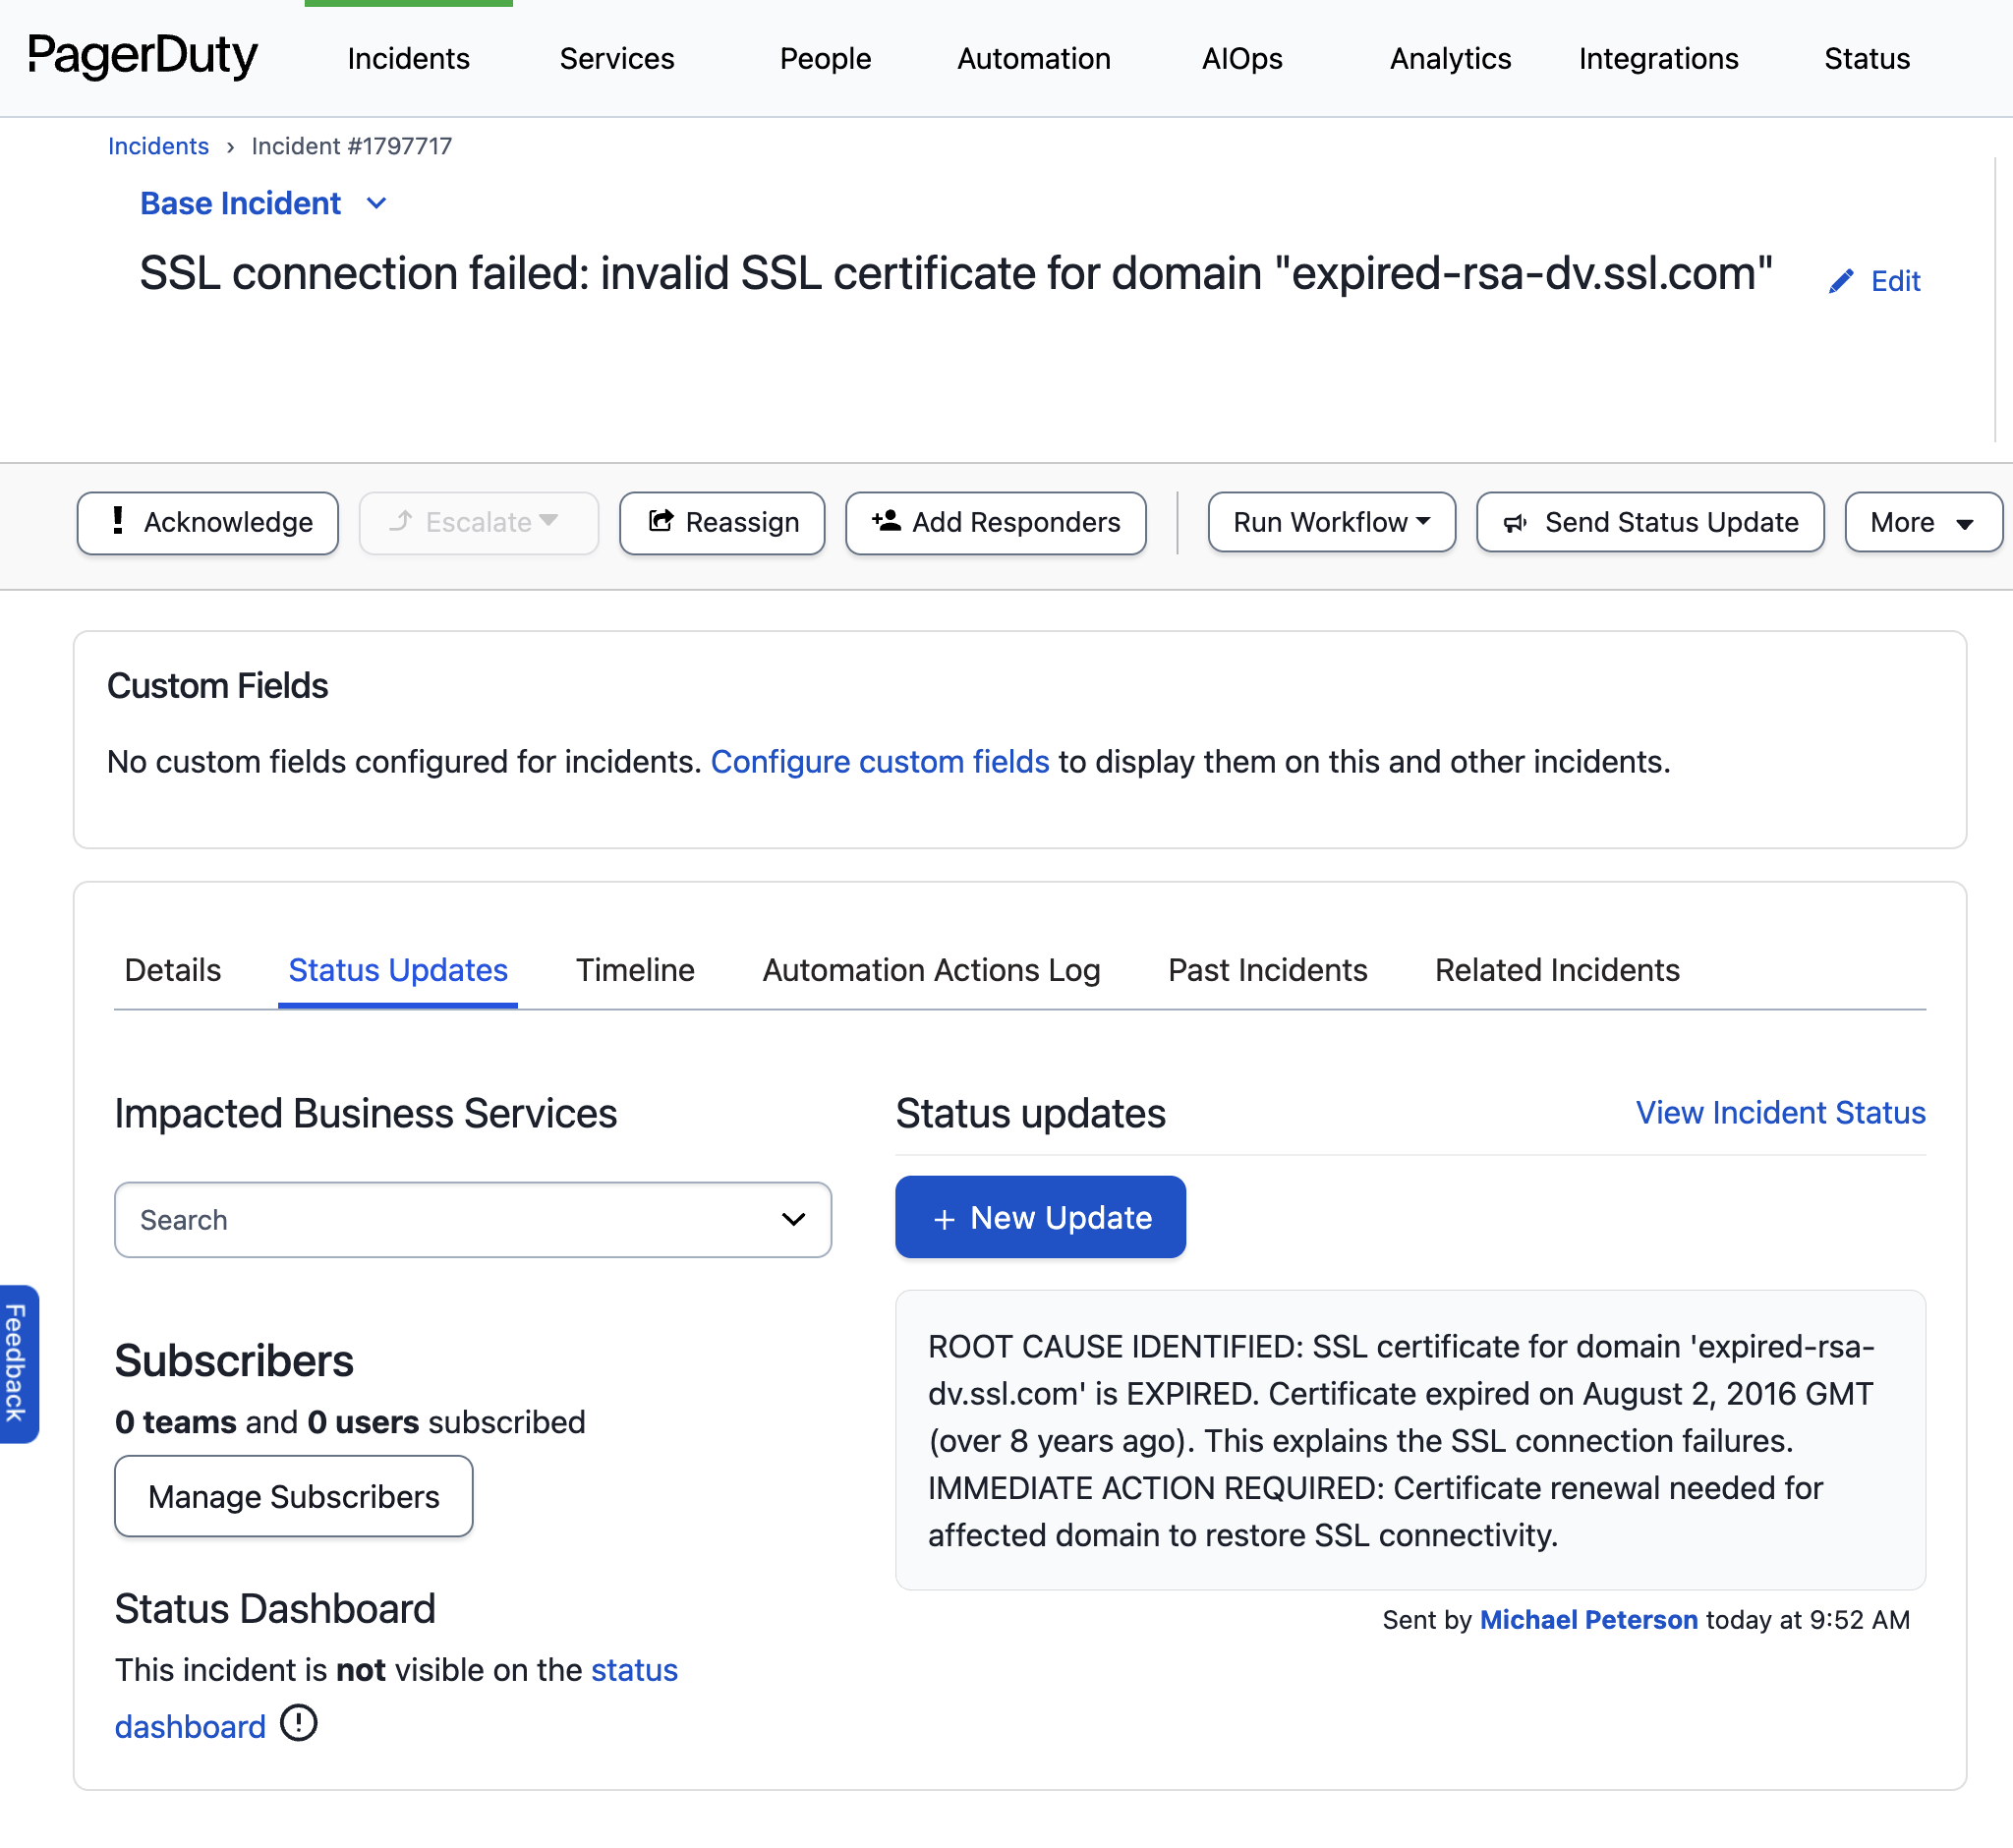 PagerDuty
Incidents
Services
People
Automation
AIOps
Analytics
Integrations
Status
Incidents › Incident #1797717
Base Incident
SSL connection failed: invalid SSL certificate for domain "expired-rsa-dv.ssl.com"
Edit
Acknowledge
Escalate
Reassign
Add Responders
Run Workflow
Send Status Update
More
Custom Fields
No custom fields configured for incidents. Configure custom fields to display them on this and other incidents.
Details
Status Updates
Timeline
Automation Actions Log
Past Incidents
Related Incidents
Impacted Business Services
Search
Subscribers
0 teams and 0 users subscribed
Manage Subscribers
Status Dashboard
This incident is not visible on the status
dashboard
Status updates
View Incident Status
+ New Update
ROOT CAUSE IDENTIFIED: SSL certificate for domain 'expired-rsa-
dv.ssl.com' is EXPIRED. Certificate expired on August 2, 2016 GMT
(over 8 years ago). This explains the SSL connection failures.
IMMEDIATE ACTION REQUIRED: Certificate renewal needed for
affected domain to restore SSL connectivity.
Sent by Michael Peterson today at 9:52 AM
Feedback